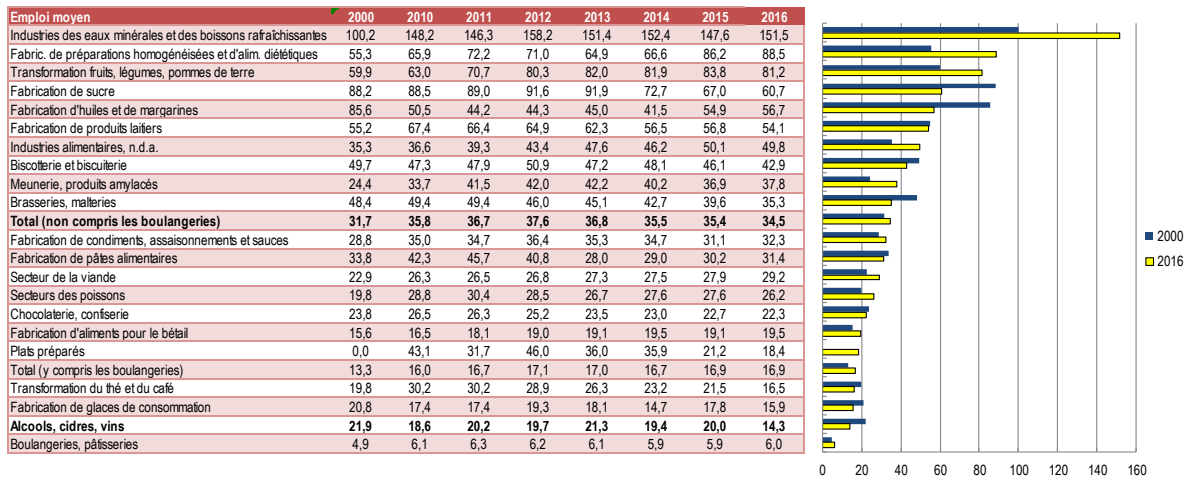 Emploi moyen 2000 2010 2011 2012 2013 2014 2015 2016
Industries des eaux minérales et des boissons rafraîchissantes 100,2 148,2 146,3 158,2 151,4 152,4 147,6 151,5
Fabric. de préparations homogénéisées et d'alim. diététiques 55,3 65,9 72,2 71,0 64,9 66,6 86,2 88,5
Transformation fruits, légumes, pommes de terre 59,9 63,0 70,7 80,3 82,0 81,9 83,8 81,2
Fabrication de sucre 88,2 88,5 89,0 91,6 91,9 72,7 67,0 60,7
Fabrication d'huiles et de margarines 85,6 50,5 44,2 44,3 45,0 41,5 54,9 56,7
Fabrication de produits laitiers 55,2 67,4 66,4 64,9 62,3 56,5 56,8 54,1
Industries alimentaires, n.d.a. 35,3 36,6 39,3 43,4 47,6 46,2 50,1 49,8
Biscotterie et biscuiterie 49,7 47,3 47,9 50,9 47,2 48,1 46,1 42,9
Meunerie, produits amylacés 24,4 33,7 41,5 42,0 42,2 40,2 36,9 37,8
Brasseries, malteries 48,4 49,4 49,4 46,0 45,1 42,7 39,6 35,3
Total (non compris les boulangeries) 31,7 35,8 36,7 37,6 36,8 35,5 35,4 34,5
Fabrication de condiments, assaisonnements et sauces 28,8 35,0 34,7 36,4 35,3 34,7 31,1 32,3
Fabrication de pâtes alimentaires 33,8 42,3 45,7 40,8 28,0 29,0 30,2 31,4
Secteur de la viande 22,9 26,3 26,5 26,8 27,3 27,5 27,9 29,2
Secteurs des poissons 19,8 28,8 30,4 28,5 26,7 27,6 27,6 26,2
Chocolaterie, confiserie 23,8 26,5 26,3 25,2 23,5 23,0 22,7 22,3
Fabrication d'aliments pour le bétail 15,6 16,5 18,1 19,0 19,1 19,5 19,1 19,5
Plats préparés 0,0 43,1 31,7 46,0 36,0 35,9 21,2 18,4
Total (y compris les boulangeries) 13,3 16,0 16,7 17,1 17,0 16,7 16,9 16,9
Transformation du thé et du café 19,8 30,2 30,2 28,9 26,3 23,2 21,5 16,5
Fabrication de glaces de consommation 20,8 17,4 17,4 19,3 18,1 14,7 17,8 15,9
Alcools, cidres, vins 21,9 18,6 20,2 19,7 21,3 19,4 20,0 14,3
Boulangeries, pâtisseries 4,9 6,1 6,3 6,2 6,1 5,9 5,9 6,0
2000
2016
0 20 40 60 80 100 120 140 160